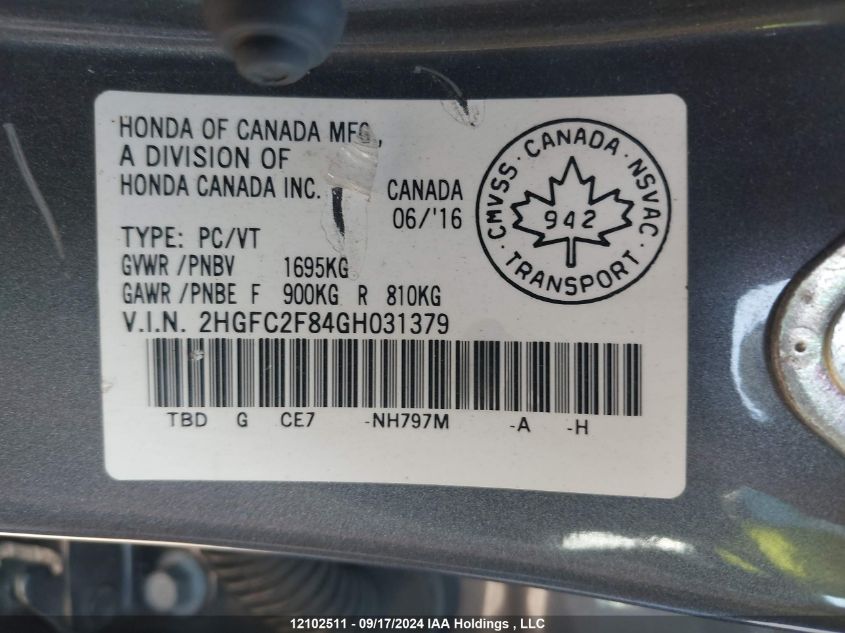 HONDA OF CANADA MFG.,
A DIVISION OF
HONDA CANADA INC.
CANADA
06/'16
TYPE: PC/VT
GVWR /PNBV 1695KG
GAWR /PNBE F 900KG R 810KG
V.I.N. 2HGFC2F84GH031379
CMVSS · CANADA · NSVAC
942
· TRANSPORT ·
TBD G CE7 -NH797M -A -H
12102511 - 09/17/2024 IAA Holdings , LLC